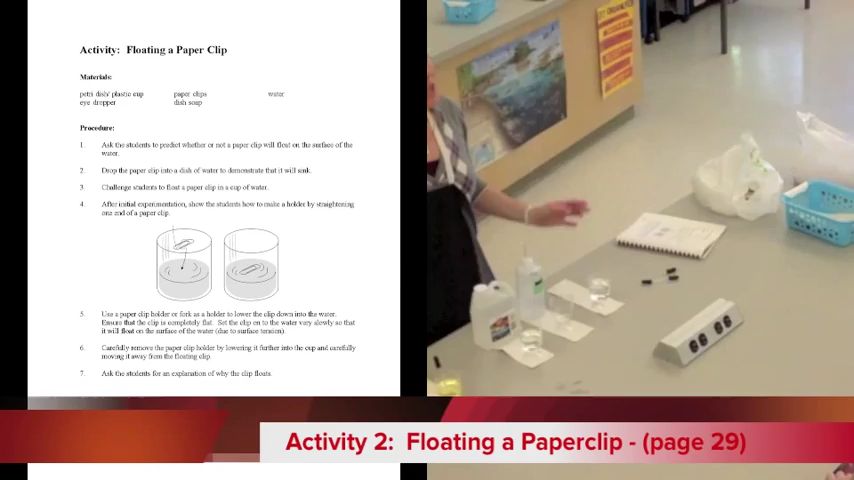 Activity: Floating a Paper Clip
Materials:
petri dish/ plastic cup paper clips water
eye dropper dish soap
Procedure:
1. Ask the students to predict whether or not a paper clip will float on the surface of the
water.
2. Drop the paper clip into a dish of water to demonstrate that it will sink.
3. Challenge students to float a paper clip in a cup of water.
4. After initial experimentation, show the students how to make a holder by straightening
one end of a paper clip.
5. Use a paper clip holder or fork as a holder to lower the clip down into the water.
Ensure that the clip is completely flat. Set the clip on to the water very slowly so that
it will float on the surface of the water (due to surface tension).
6. Carefully remove the paper clip holder by lowering it further into the cup and carefully
moving it away from the floating clip.
7. Ask the students for an explanation of why the clip floats.
Activity 2: Floating a Paperclip - (page 29)